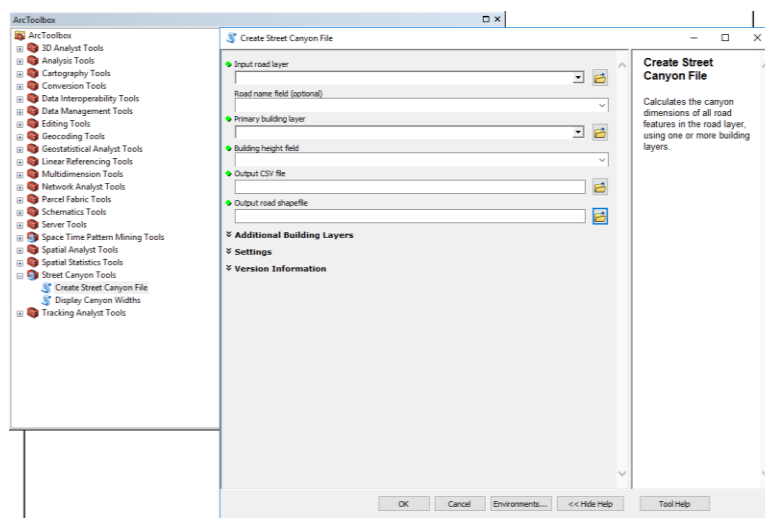 ArcToolbox
ArcToolbox
3D Analyst Tools
Analysis Tools
Cartography Tools
Conversion Tools
Data Interoperability Tools
Data Management Tools
Editing Tools
Geocoding Tools
Geostatistical Analyst Tools
Linear Referencing Tools
Multidimension Tools
Network Analyst Tools
Parcel Fabric Tools
Schematics Tools
Server Tools
Space Time Pattern Mining Tools
Spatial Analyst Tools
Spatial Statistics Tools
Street Canyon Tools
Create Street Canyon File
Display Canyon Widths
Tracking Analyst Tools
Create Street Canyon File
Input road layer
Road name field (optional)
Primary building layer
Building height field
Output CSV file
Output road shapefile
Additional Building Layers
Settings
Version Information
OK
Cancel
Environments...
<< Hide Help
Create Street
Canyon File
Calculates the canyon
dimensions of all road
features in the road layer,
using one or more building
layers.
Tool Help